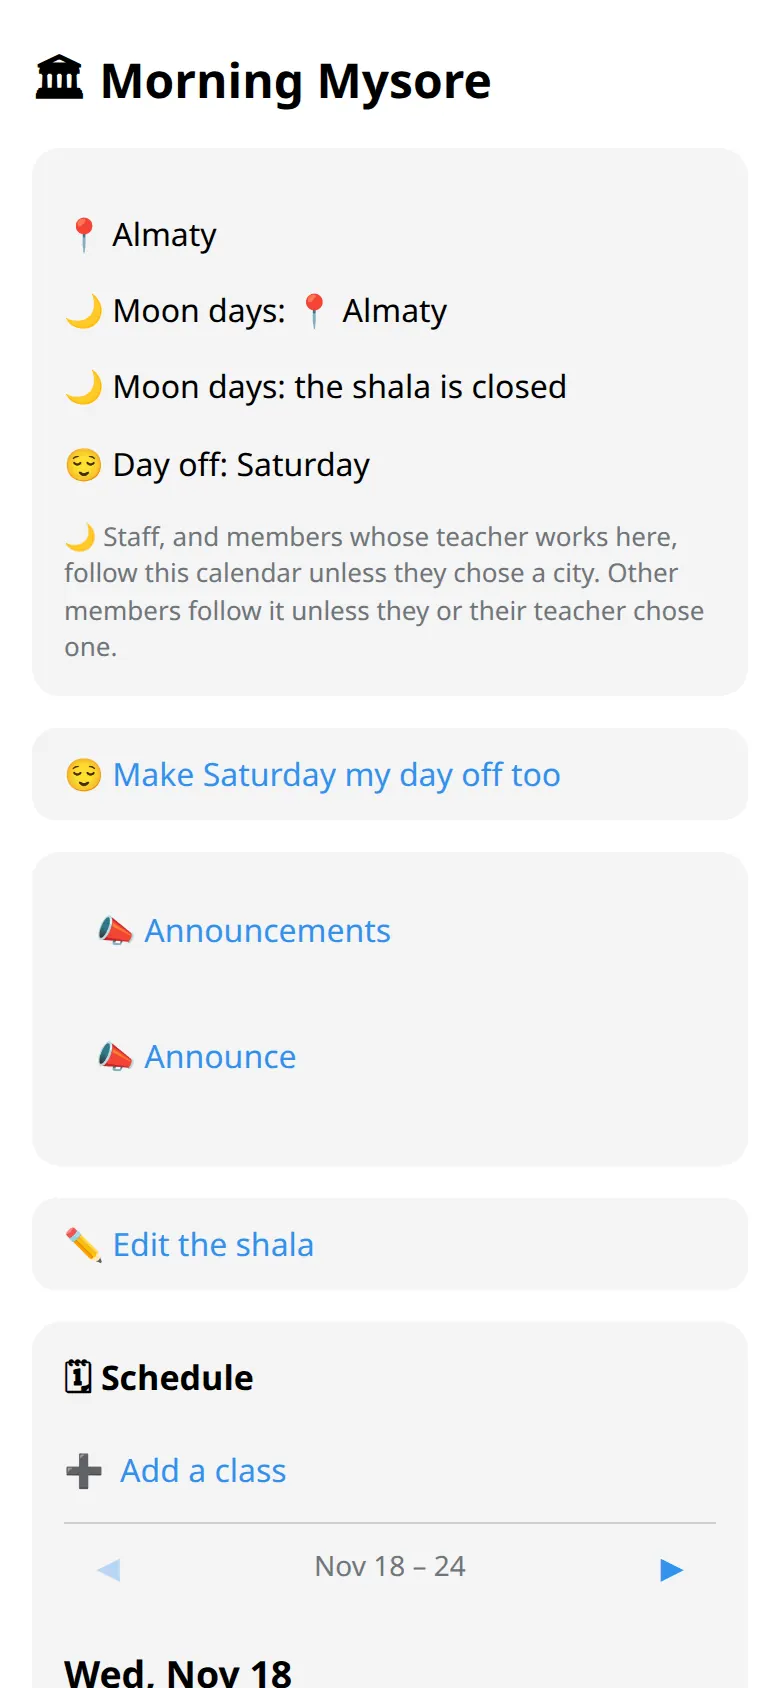 🏛 Morning Mysore
📍 Almaty
🌙 Moon days: 📍 Almaty
🌙 Moon days: the shala is closed
😌 Day off: Saturday
🌙 Staff, and members whose teacher works here,
follow this calendar unless they chose a city. Other
members follow it unless they or their teacher chose
one.
😌 Make Saturday my day off too
📣 Announcements
📣 Announce
✏️ Edit the shala
🗓 Schedule
➕ Add a class
◀ Nov 18 – 24 ▶
Wed, Nov 18